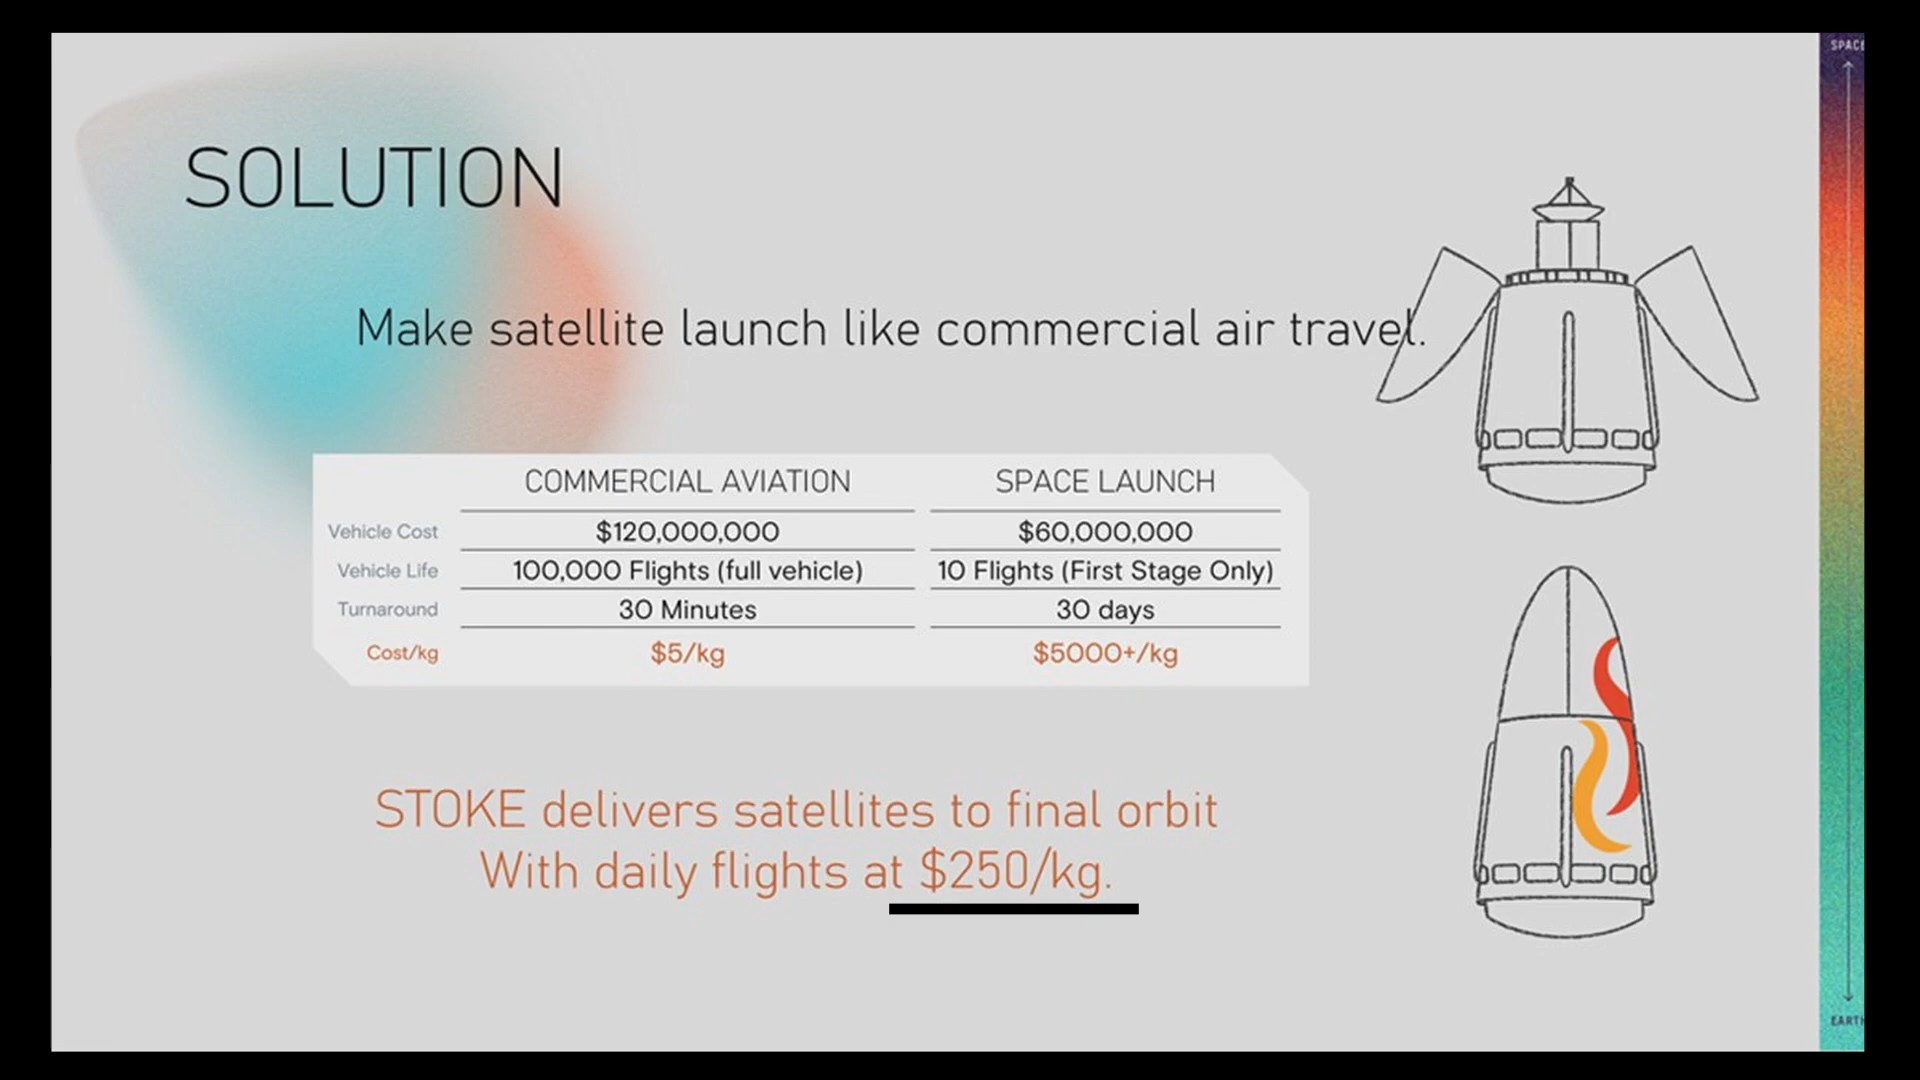 SPACE
SOLUTION
Make satellite launch like commercial air travel.
COMMERCIAL AVIATION SPACE LAUNCH
Vehicle Cost $120,000,000 $60,000,000
Vehicle Life 100,000 Flights (full vehicle) 10 Flights (First Stage Only)
Turnaround 30 Minutes 30 days
Cost/kg $5/kg $5000+/kg
STOKE delivers satellites to final orbit
With daily flights at $250/kg.
EARTH